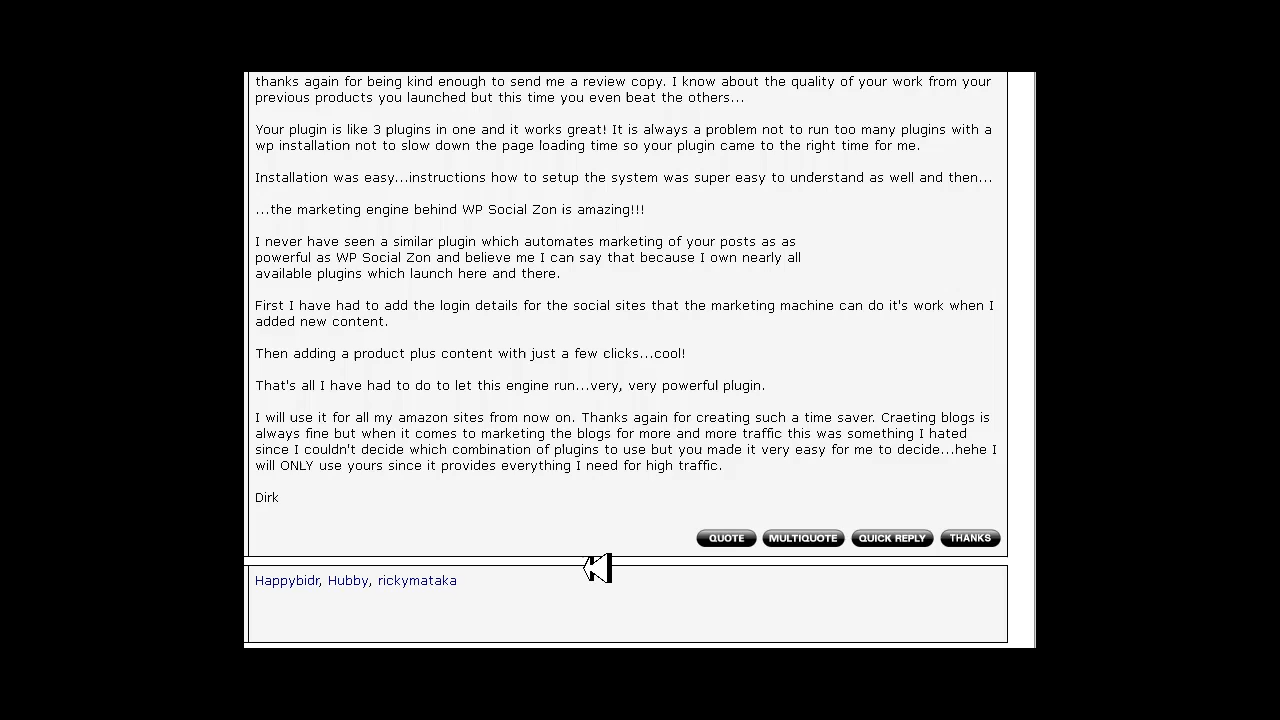 thanks again for being kind enough to send me a review copy. I know about the quality of your work from your
previous products you launched but this time you even beat the others...
Your plugin is like 3 plugins in one and it works great! It is always a problem not to run too many plugins with a
wp installation not to slow down the page loading time so your plugin came to the right time for me.
Installation was easy...instructions how to setup the system was super easy to understand as well and then...
...the marketing engine behind WP Social Zon is amazing!!!
I never have seen a similar plugin which automates marketing of your posts as as
powerful as WP Social Zon and believe me I can say that because I own nearly all
available plugins which launch here and there.
First I have had to add the login details for the social sites that the marketing machine can do it's work when I
added new content.
Then adding a product plus content with just a few clicks...cool!
That's all I have had to do to let this engine run...very, very powerful plugin.
I will use it for all my amazon sites from now on. Thanks again for creating such a time saver. Craeting blogs is
always fine but when it comes to marketing the blogs for more and more traffic this was something I hated
since I couldn't decide which combination of plugins to use but you made it very easy for me to decide...hehe I
will ONLY use yours since it provides everything I need for high traffic.
Dirk
QUOTE MULTIQUOTE QUICK REPLY THANKS
Happybidr, Hubby, rickymataka